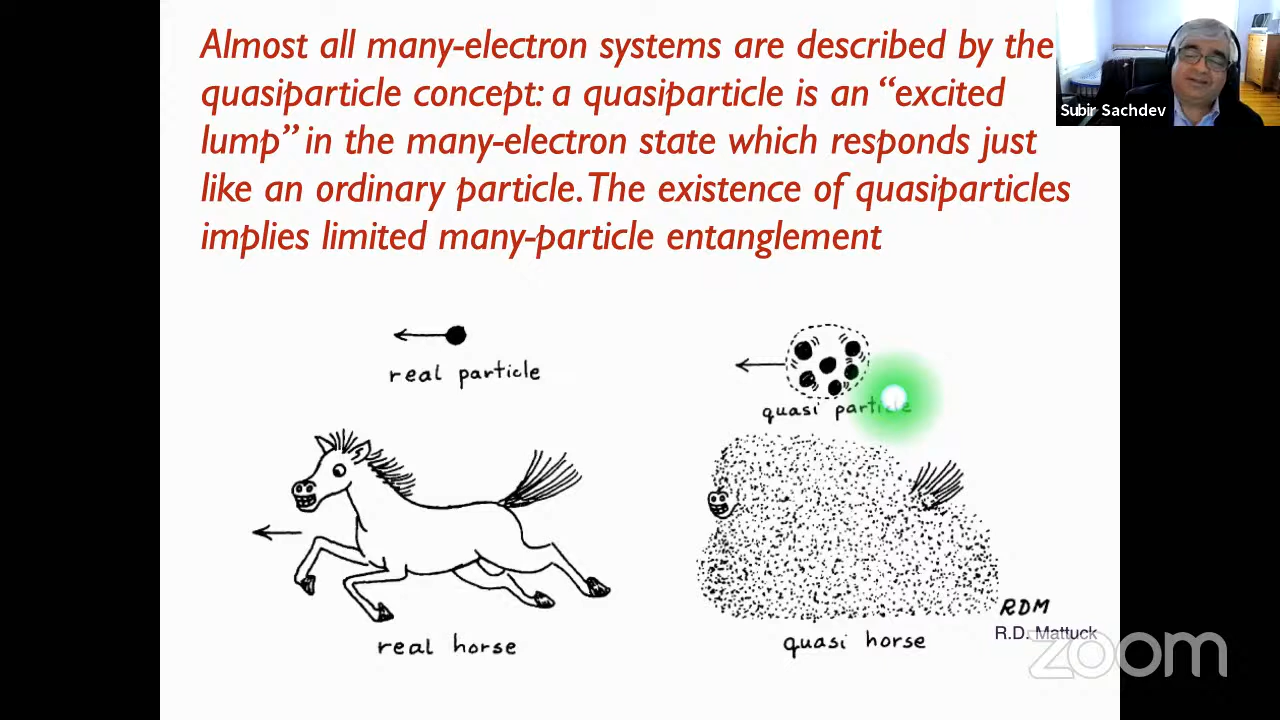 Almost all many-electron systems are described by the
quasiparticle concept: a quasiparticle is an “excited
lump” in the many-electron state which responds just
like an ordinary particle. The existence of quasiparticles
implies limited many-particle entanglement
Subir Sachdev
real particle
quasi particle
real horse
quasi horse
RDM
R.D. Mattuck
zoom